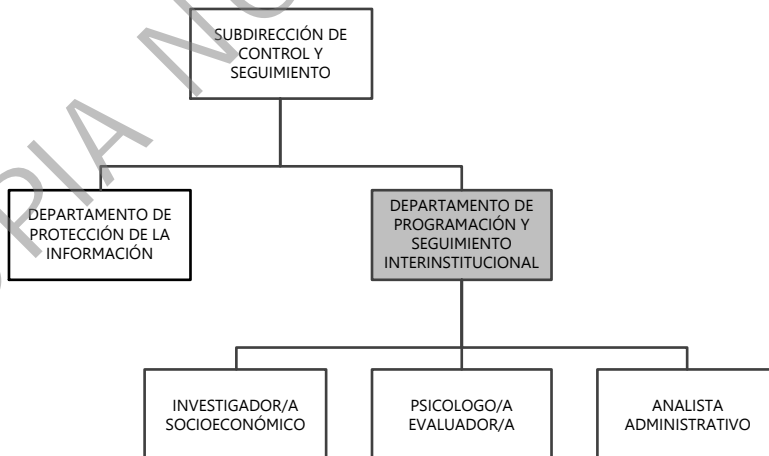 SUBDIRECCIÓN DE
CONTROL Y
SEGUIMIENTO
DEPARTAMENTO DE
PROTECCIÓN DE LA
INFORMACIÓN
DEPARTAMENTO DE
PROGRAMACIÓN Y
SEGUIMIENTO
INTERINSTITUCIONAL
INVESTIGADOR/A
SOCIOECONÓMICO
PSICOLOGO/A
EVALUADOR/A
ANALISTA
ADMINISTRATIVO